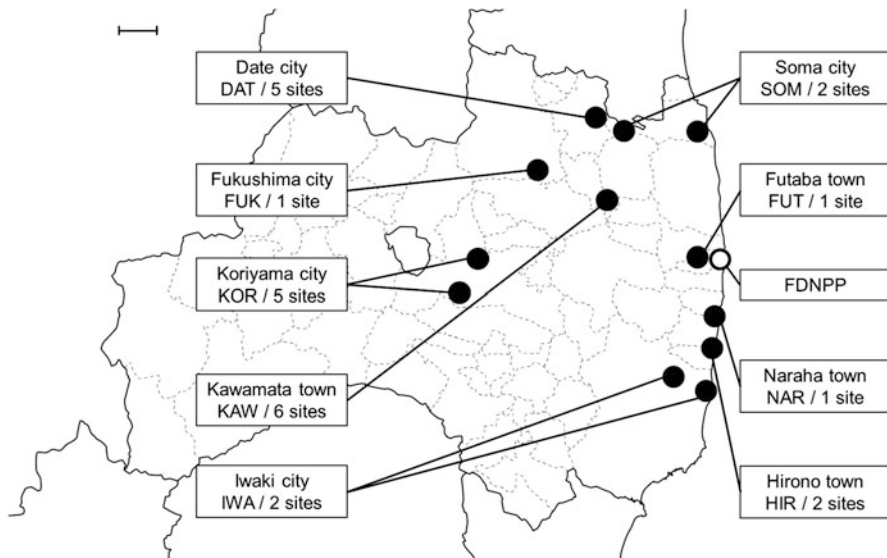 Date city
DAT / 5 sites
Soma city
SOM / 2 sites
Fukushima city
FUK / 1 site
Futaba town
FUT / 1 site
Koriyama city
KOR / 5 sites
FDNPP
Kawamata town
KAW / 6 sites
Naraha town
NAR / 1 site
Iwaki city
IWA / 2 sites
Hirono town
HIR / 2 sites